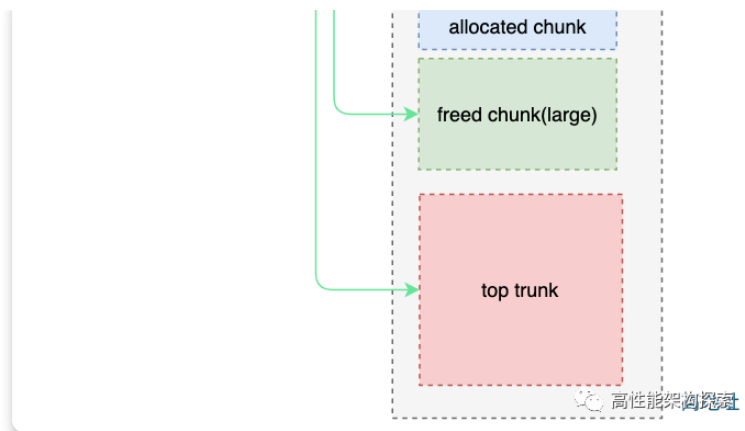 allocated chunk
freed chunk(large)
top trunk
高性能架构探索